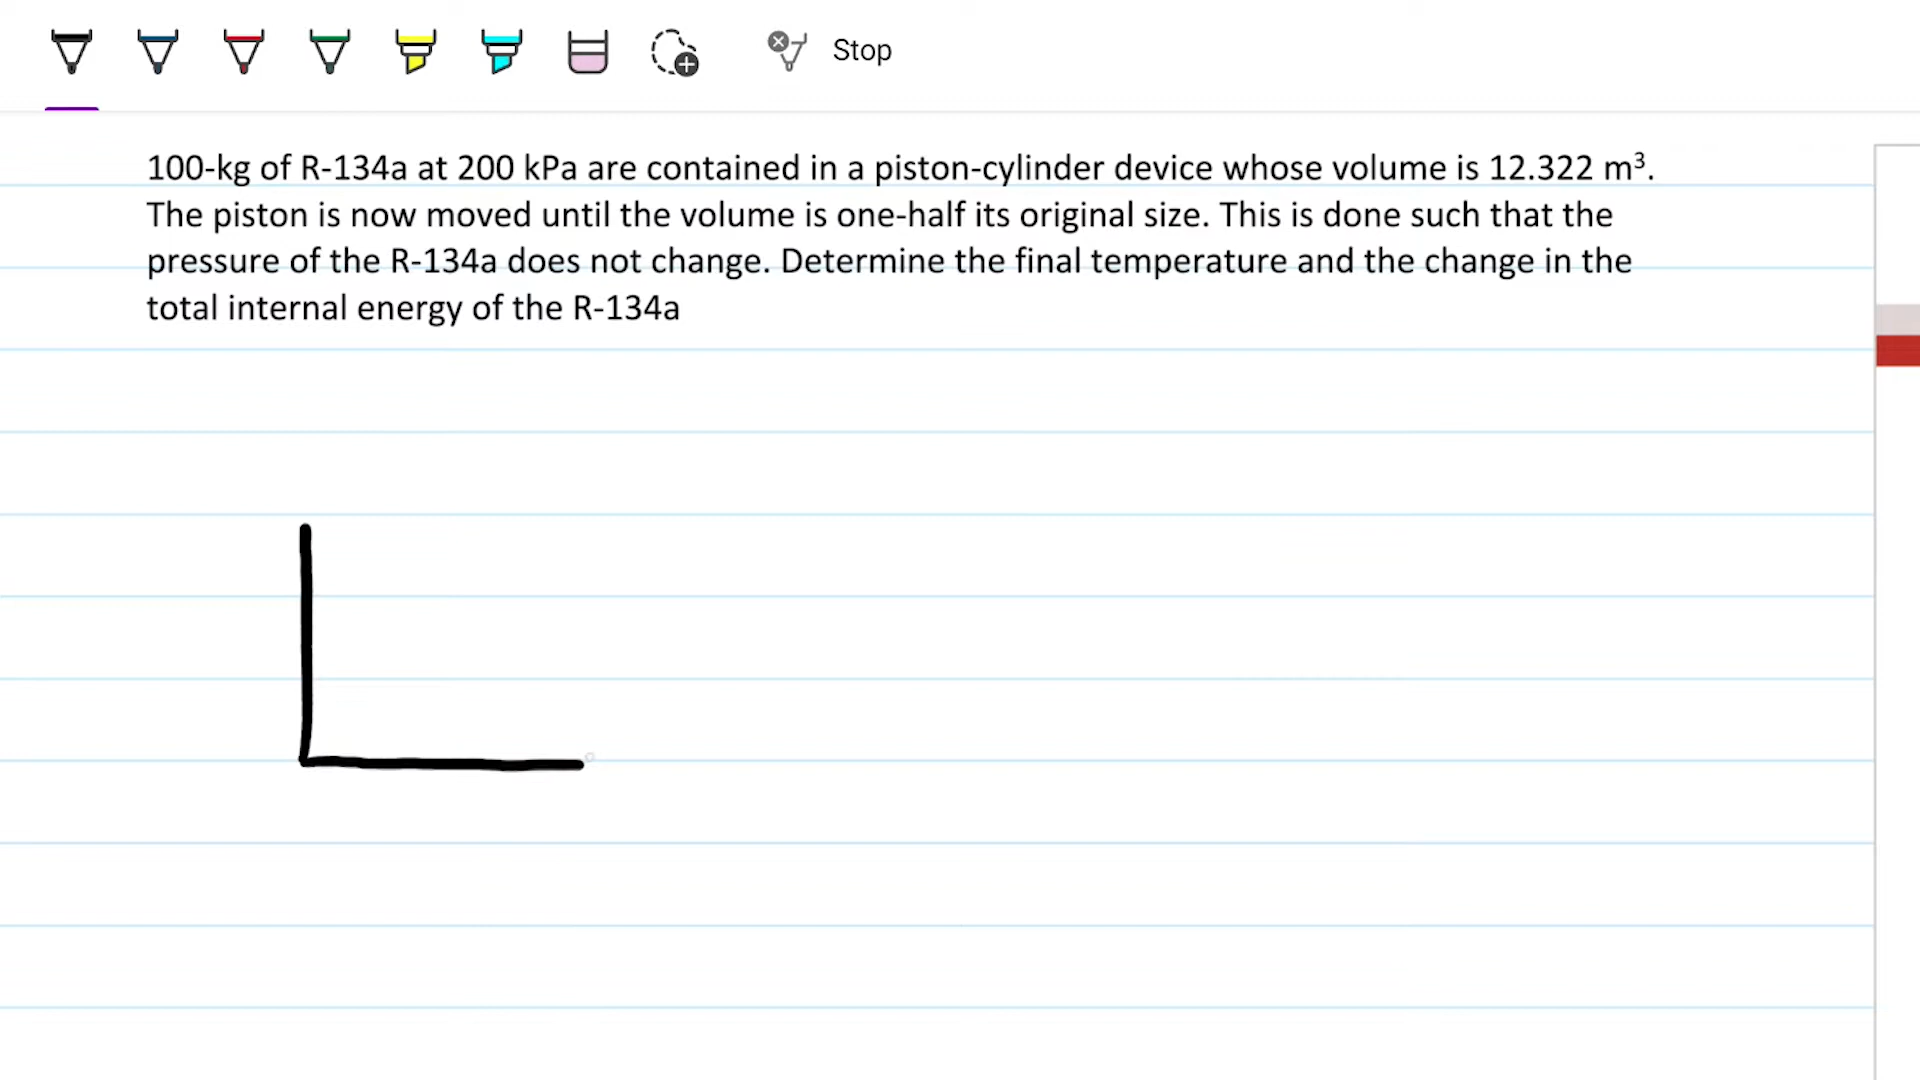 Stop
100-kg of R-134a at 200 kPa are contained in a piston-cylinder device whose volume is 12.322 m³.
The piston is now moved until the volume is one-half its original size. This is done such that the
pressure of the R-134a does not change. Determine the final temperature and the change in the
total internal energy of the R-134a